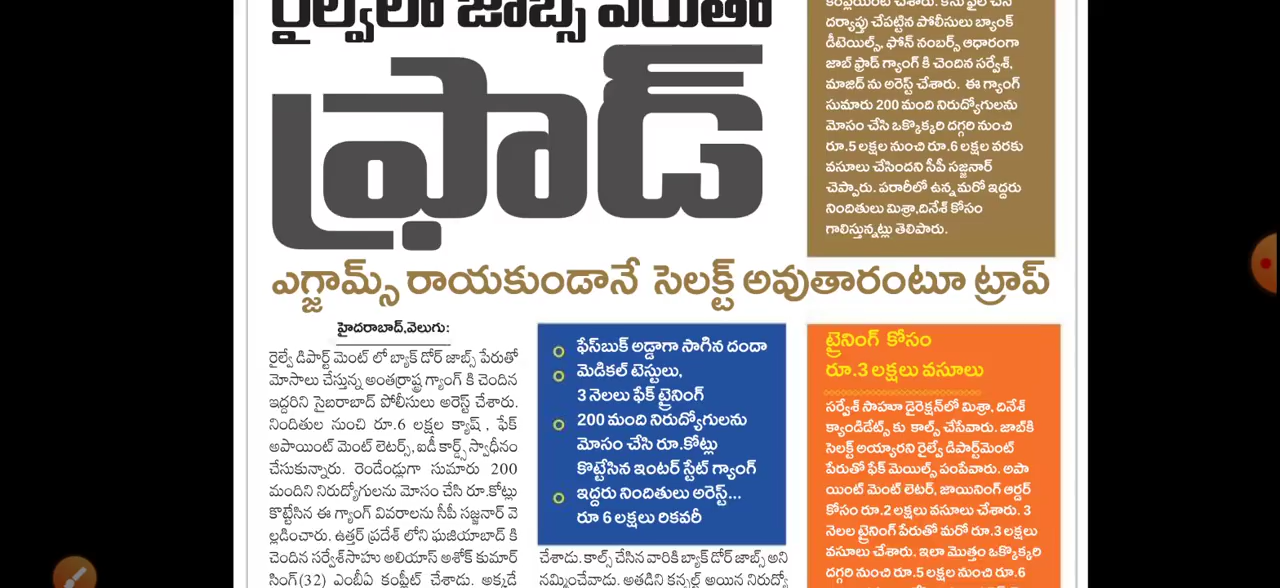 రైల్వేలో జాబ్స్ పేరుతో
ఫ్రాడ్
ఎగ్జామ్స్ రాయకుండానే సెలక్ట్ అవుతారంటూ ట్రాప్
హైదరాబాద్,వెలుగు:
రైల్వే డిపార్ట్ మెంట్ లో బ్యాక్ డోర్ జాబ్స్ పేరుతో
మోసాలు చేస్తున్న అంతర్రాష్ట్ర గ్యాంగ్ కి చెందిన
ఇద్దరిని సైబరాబాద్ పోలీసులు అరెస్ట్ చేశారు.
నిందితుల నుంచి రూ.6 లక్షల క్యాష్ , ఫేక్
అపాయింట్ మెంట్ లెటర్స్, ఐడీ కార్డ్స్ స్వాధీనం
చేసుకున్నారు. రెండేండ్లుగా సుమారు 200
మందిని నిరుద్యోగులను మోసం చేసి రూ.కోట్లు
కొట్టేసిన ఈ గ్యాంగ్ వివరాలను సీపీ సజ్జనార్ వె
ల్లడించారు. ఉత్తర్ ప్రదేశ్ లోని ఘజియాబాద్ కి
చెందిన సర్వేశ్‌సాహు అలియాస్ అశోక్ కుమార్
సింగ్(32) ఎంబీఏ కంప్లీట్ చేశాడు. అక్కడే
ఫేస్‌బుక్ అడ్డాగా సాగిన దందా
మెడికల్ టెస్టులు,
3 నెలలు ఫేక్ ట్రైనింగ్
200 మంది నిరుద్యోగులను
మోసం చేసి రూ.కోట్లు
కొట్టేసిన ఇంటర్ స్టేట్ గ్యాంగ్
ఇద్దరు నిందితులు అరెస్ట్...
రూ 6 లక్షలు రికవరీ
చేశాడు. కాల్స్ చేసిన వారికి బ్యాక్ డోర్ జాబ్స్ అని
నమ్మించేవాడు. అతడిని కన్సల్ట్ అయిన నిరుద్యో
కంప్లయింట్ చేశారు. కేసు ఫైల్ చేసి
దర్యాప్తు చేపట్టిన పోలీసులు బ్యాంక్
డీటెయిల్స్, ఫోన్ నంబర్స్ ఆధారంగా
జాబ్ ఫ్రాడ్ గ్యాంగ్ కి చెందిన సర్వేశ్,
మాజిద్ ను అరెస్ట్ చేశారు. ఈ గ్యాంగ్
సుమారు 200 మంది నిరుద్యోగులను
మోసం చేసి ఒక్కొక్కరి దగ్గరి నుంచి
రూ.5 లక్షల నుంచి రూ.6 లక్షల వరకు
వసూలు చేసిందని సీపీ సజ్జనార్
చెప్పారు. పరారీలో ఉన్న మరో ఇద్దరు
నిందితులు మిశ్రా,దినేశ్ కోసం
గాలిస్తున్నట్లు తెలిపారు.
ట్రైనింగ్ కోసం
రూ.3 లక్షలు వసూలు
సర్వేశ్ సాహూ డైరెక్షన్‌లో మిశ్రా, దినేశ్
క్యాండిడేట్స్ కు కాల్స్ చేసేవారు. జాబ్‌కి
సెలక్ట్ అయ్యారని రైల్వే డిపార్ట్‌మెంట్
పేరుతో ఫేక్ మెయిల్స్ పంపేవారు. అపా
యింట్ మెంట్ లెటర్, జాయినింగ్ ఆర్డర్
కోసం రూ.2 లక్షలు వసూలు చేశారు. 3
నెలల ట్రైనింగ్ పేరుతో మరో రూ.3 లక్షలు
వసూలు చేశారు. ఇలా మొత్తం ఒక్కొక్కరి
దగ్గరి నుంచి రూ.5 లక్షల నుంచి రూ.6